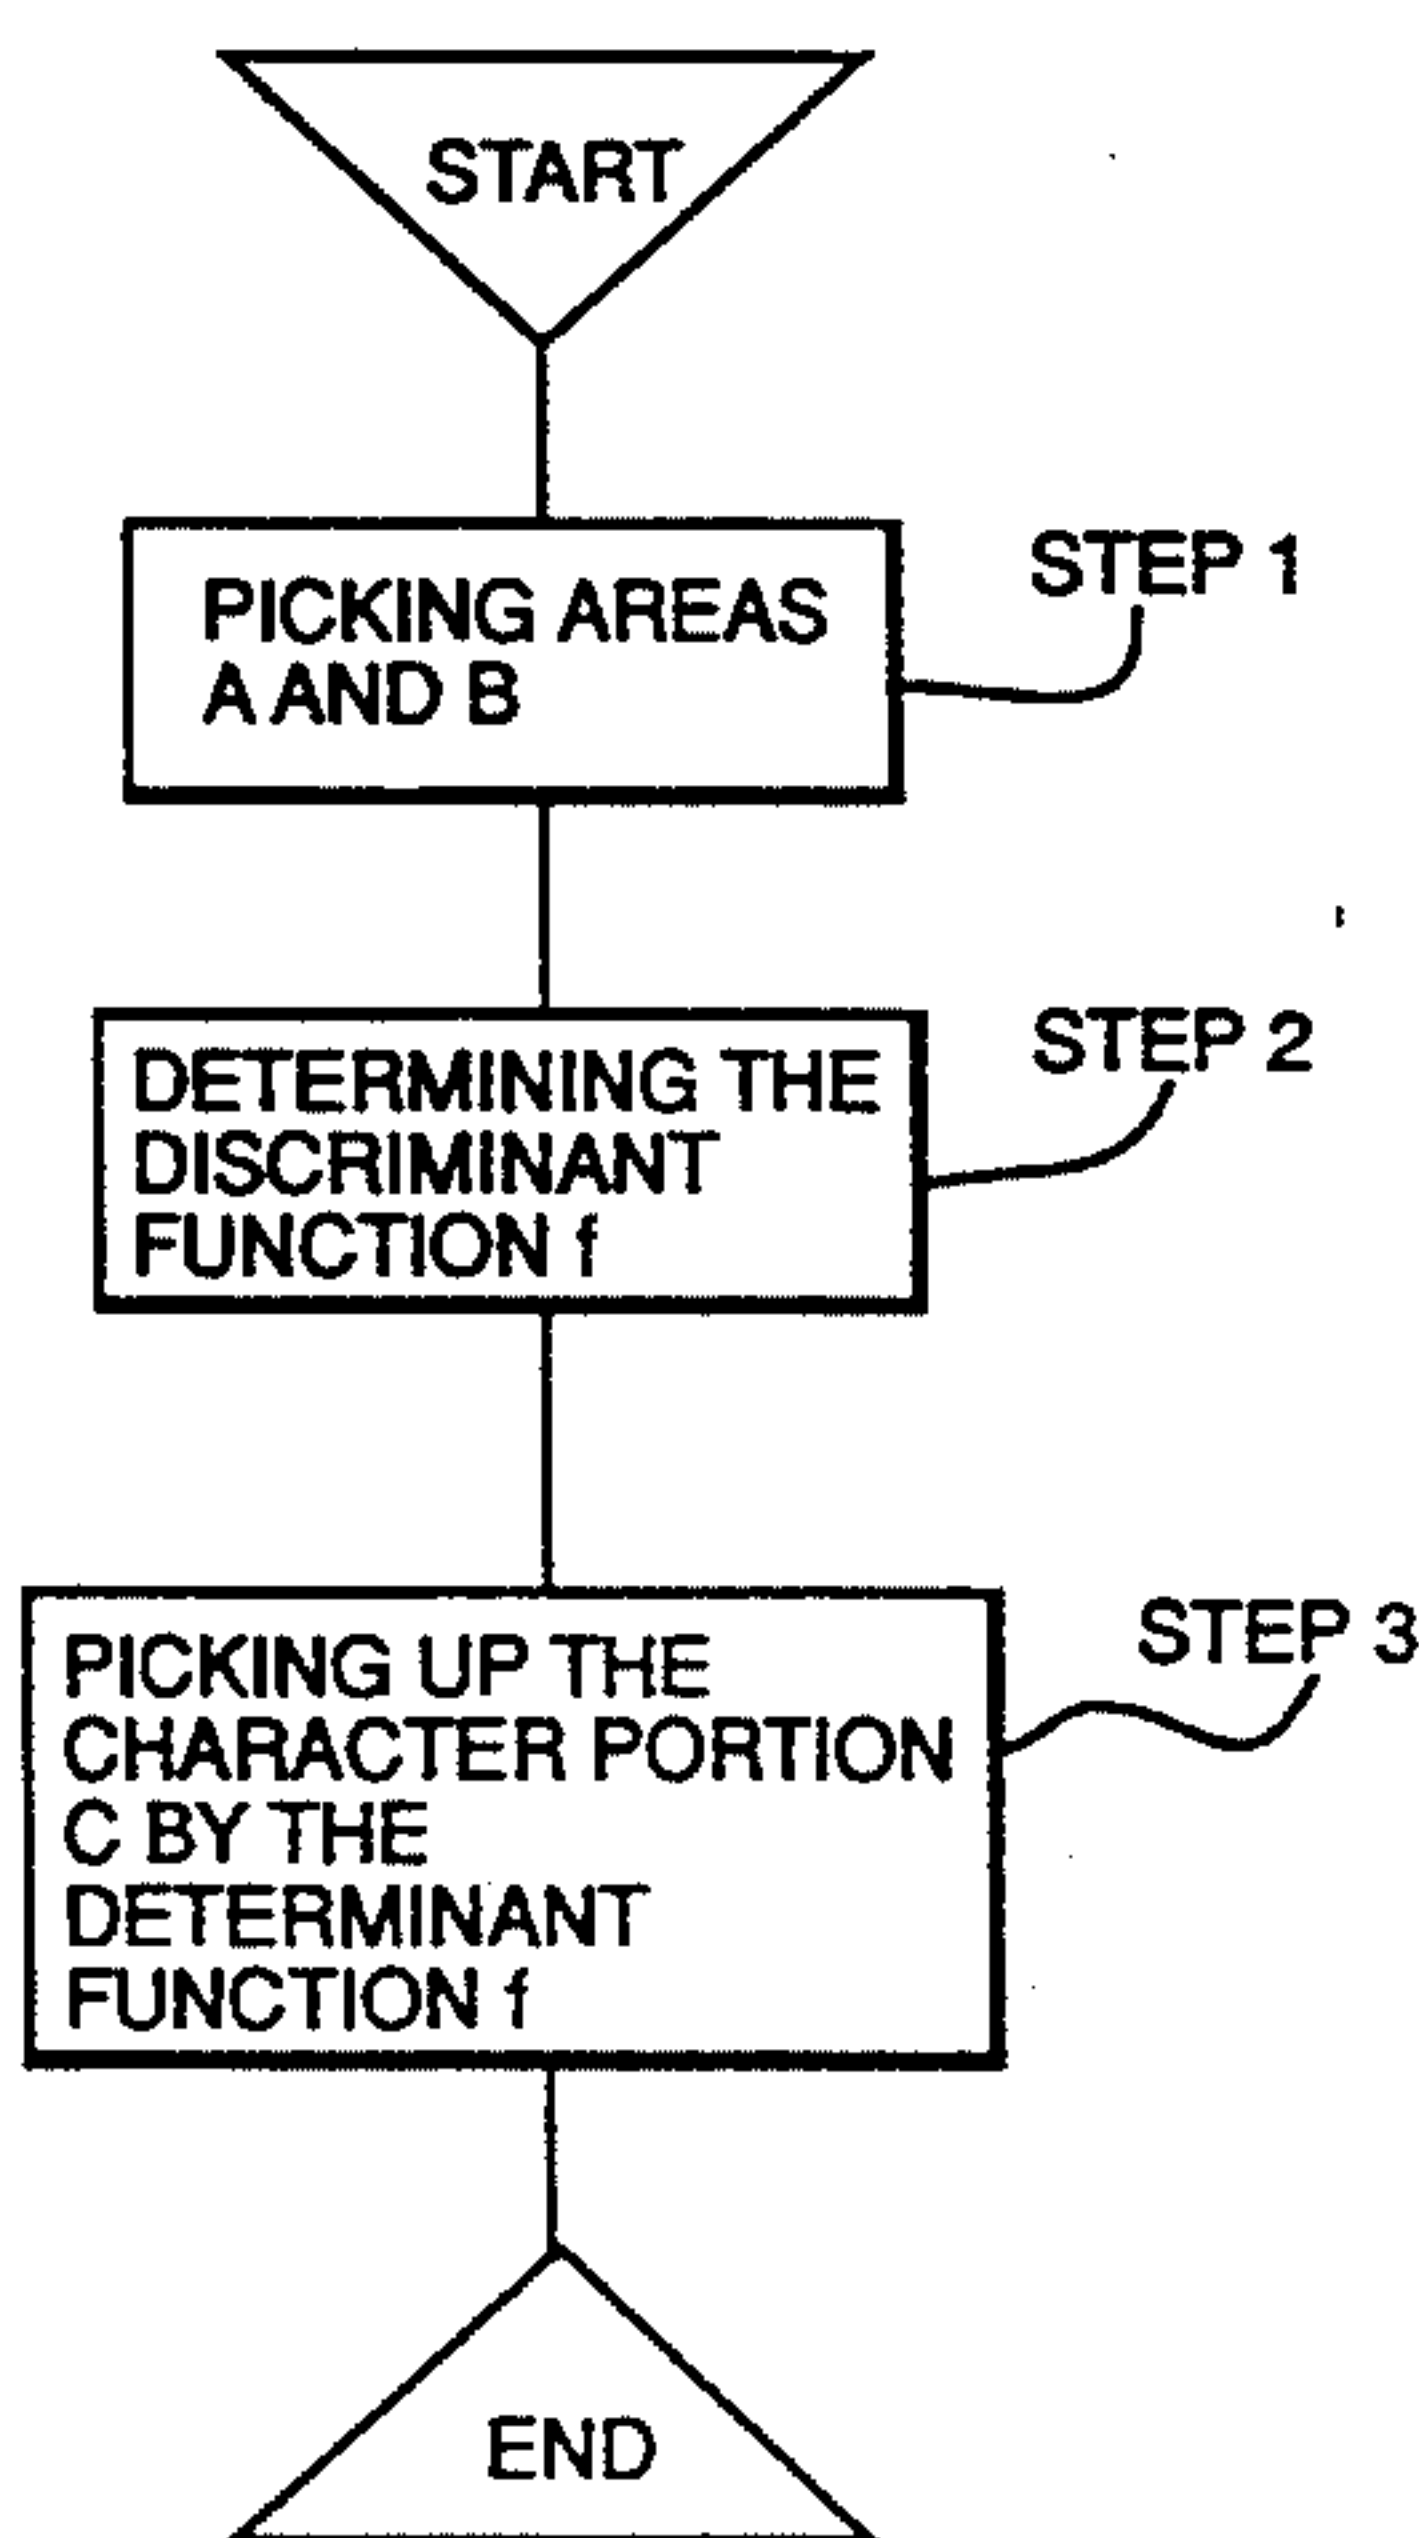 START
PICKING AREAS
A AND B
STEP 1
DETERMINING THE
DISCRIMINANT
FUNCTION f
STEP 2
PICKING UP THE
CHARACTER PORTION
C BY THE
DETERMINANT
FUNCTION f
STEP 3
END